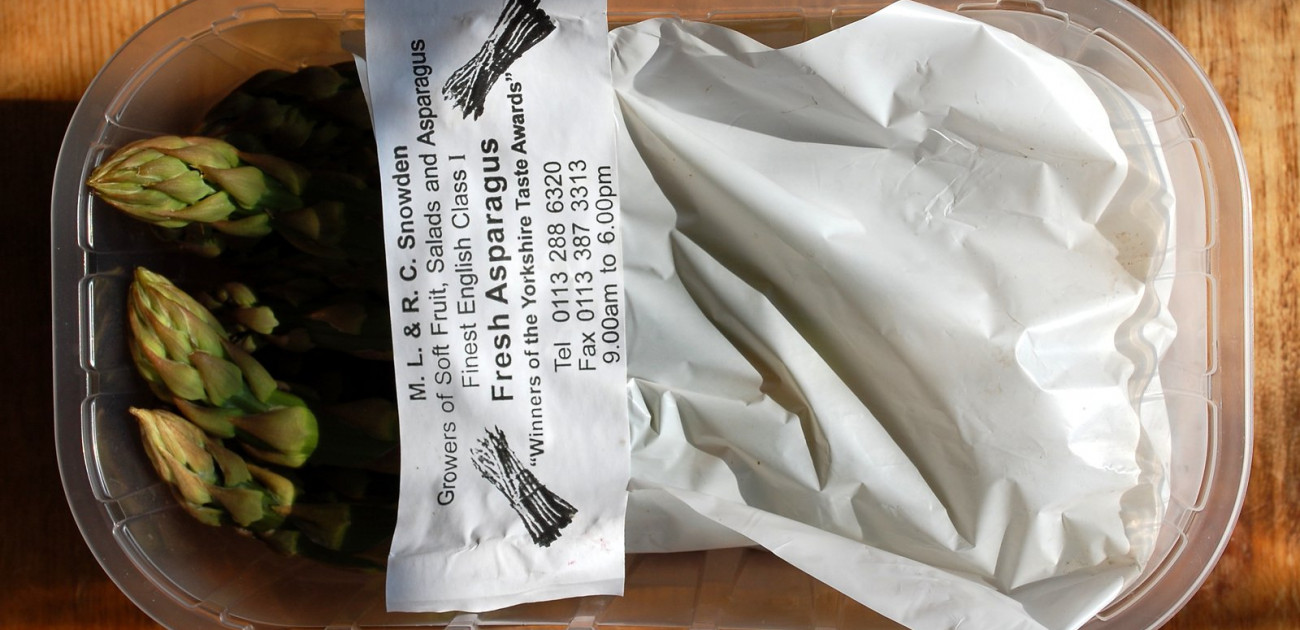 M. L. & R. C. Snowden
Growers of Soft Fruit, Salads and Asparagus
Finest English Class I
Fresh Asparagus
“Winners of the Yorkshire Taste Awards”
Tel 0113 288 6320
Fax 0113 387 3313
9.00am to 6.00pm